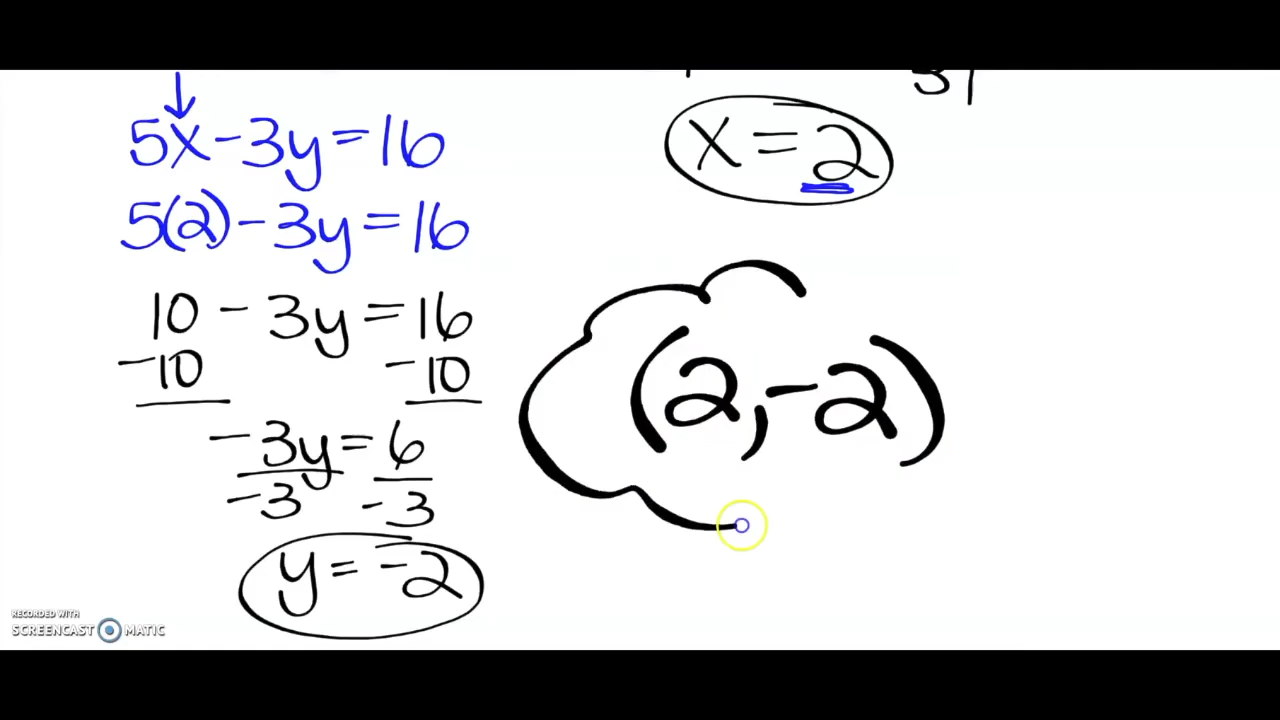 5x-3y=16
5(2)-3y=16
10-3y=16
-10 -10
-3y=6
-3 -3
y=-2
x=2
(2,-2)
RECORDED WITH
SCREENCAST MATIC